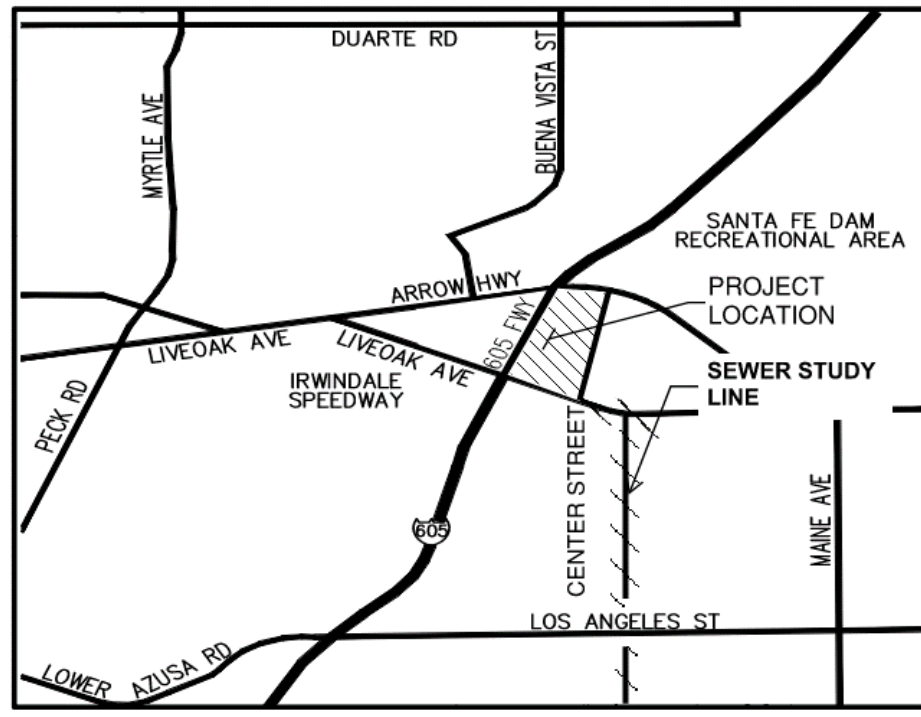 DUARTE RD
MYRTLE AVE
BUENA VISTA ST
SANTA FE DAM
RECREATIONAL AREA
ARROW HWY
PROJECT
LOCATION
605 FWY
LIVEOAK AVE
LIVEOAK AVE
IRWINDALE
SPEEDWAY
SEWER STUDY
LINE
PECK RD
CENTER STREET
MAINE AVE
605
LOS ANGELES ST
LOWER AZUSA RD